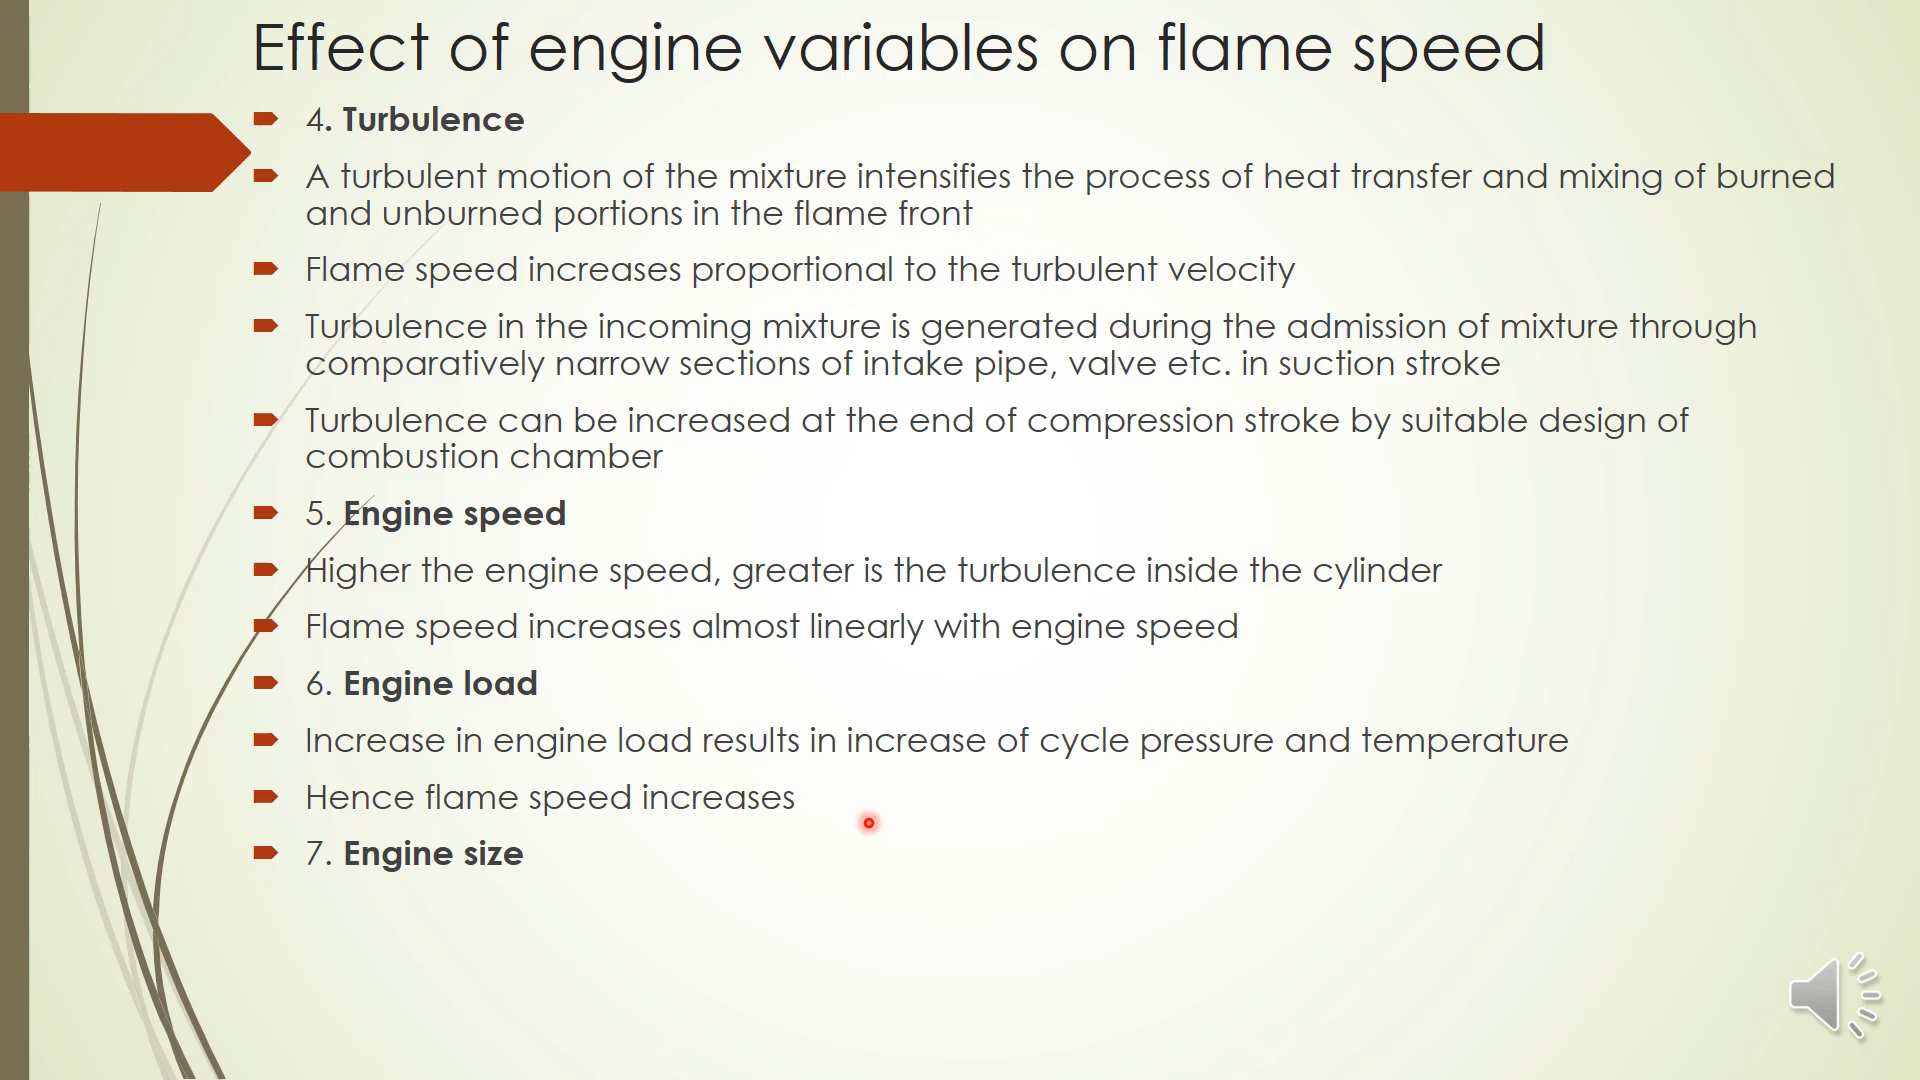 Effect of engine variables on flame speed
4. Turbulence
A turbulent motion of the mixture intensifies the process of heat transfer and mixing of burned
and unburned portions in the flame front
Flame speed increases proportional to the turbulent velocity
Turbulence in the incoming mixture is generated during the admission of mixture through
comparatively narrow sections of intake pipe, valve etc. in suction stroke
Turbulence can be increased at the end of compression stroke by suitable design of
combustion chamber
5. Engine speed
Higher the engine speed, greater is the turbulence inside the cylinder
Flame speed increases almost linearly with engine speed
6. Engine load
Increase in engine load results in increase of cycle pressure and temperature
Hence flame speed increases
7. Engine size